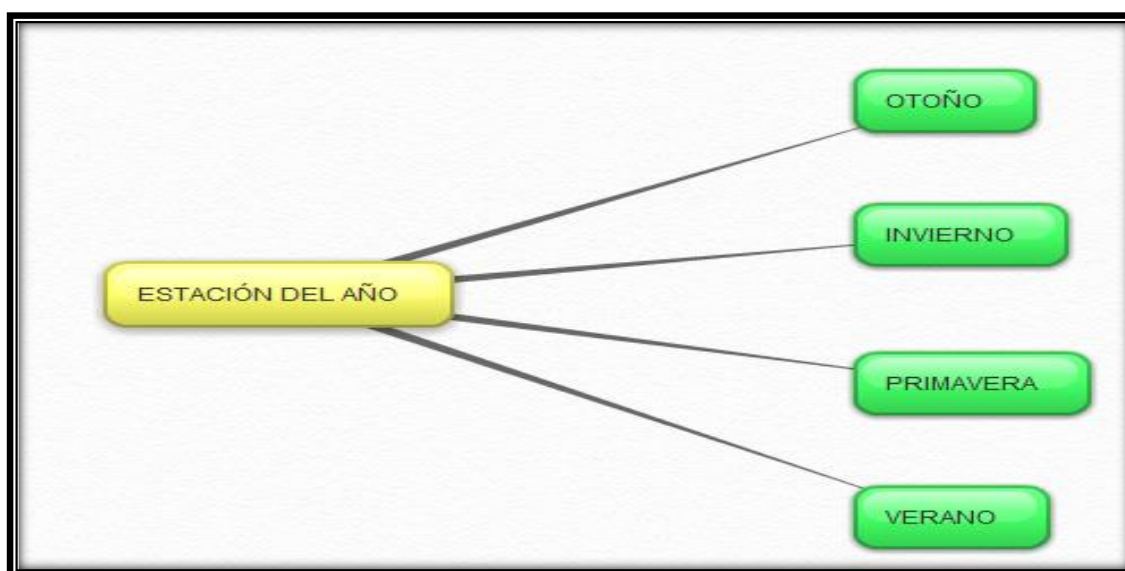 OTOÑO
INVIERNO
ESTACIÓN DEL AÑO
PRIMAVERA
VERANO